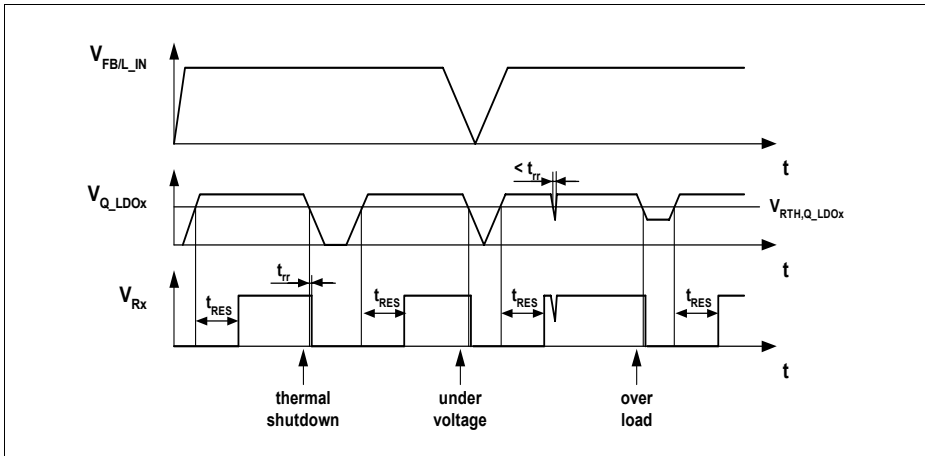 V_FB/L_IN
t
< t_rr
V_Q_LDOx
V_RTH,Q_LDOx
t
t_rr
V_Rx
t_RES
t_RES
t_RES
t_RES
t
thermal
shutdown
under
voltage
over
load